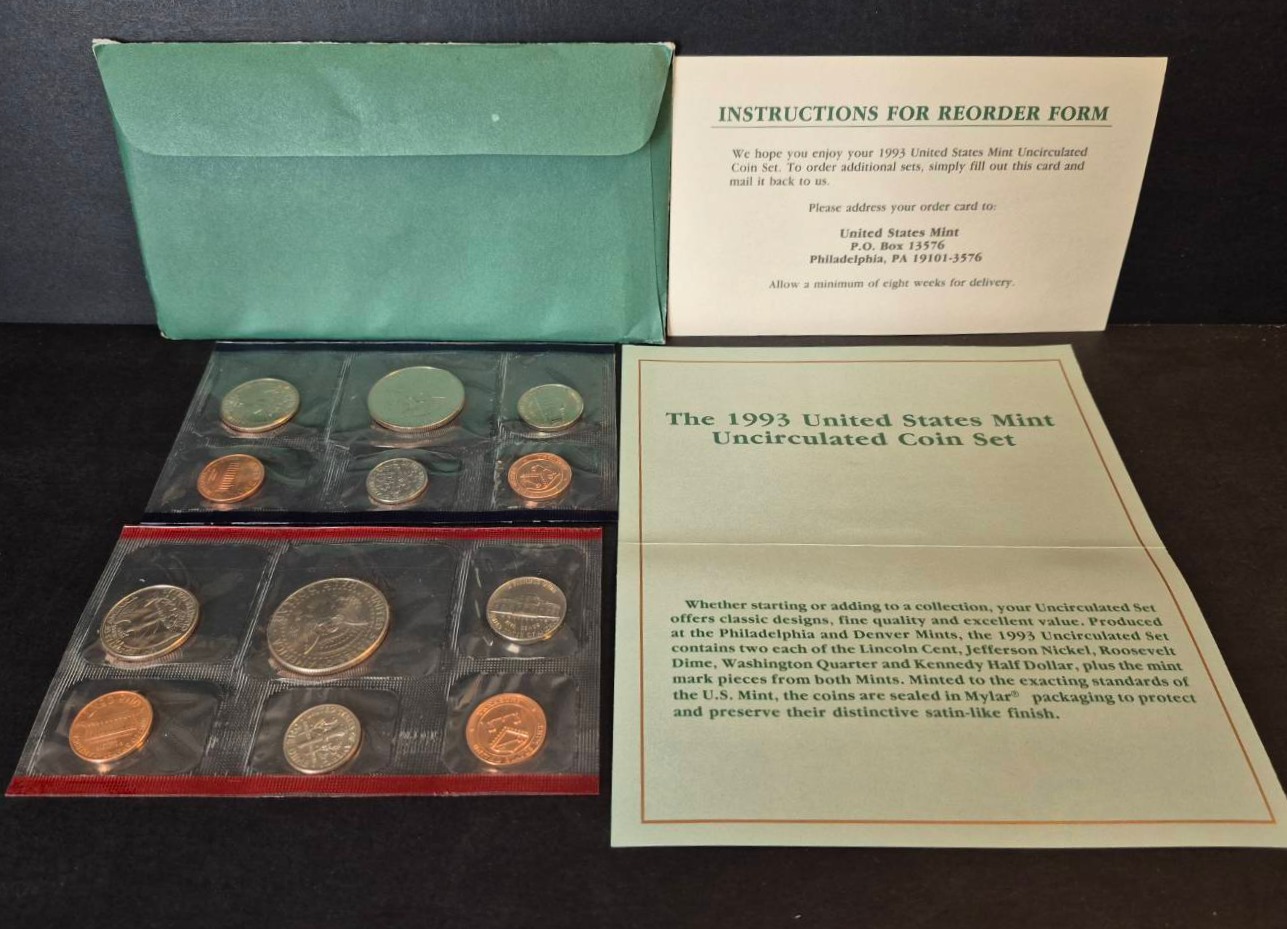 INSTRUCTIONS FOR REORDER FORM
We hope you enjoy your 1993 United States Mint Uncirculated
Coin Set. To order additional sets, simply fill out this card and
mail it back to us.
Please address your order card to:
United States Mint
P.O. Box 13576
Philadelphia, PA 19101-3576
Allow a minimum of eight weeks for delivery.
The 1993 United States Mint
Uncirculated Coin Set
Whether starting or adding to a collection, your Uncirculated Set
offers classic designs, fine quality and excellent value. Produced
at the Philadelphia and Denver Mints, the 1993 Uncirculated Set
contains two each of the Lincoln Cent, Jefferson Nickel, Roosevelt
Dime, Washington Quarter and Kennedy Half Dollar, plus the mint
mark pieces from both Mints. Minted to the exacting standards of
the U.S. Mint, the coins are sealed in Mylar® packaging to protect
and preserve their distinctive satin-like finish.